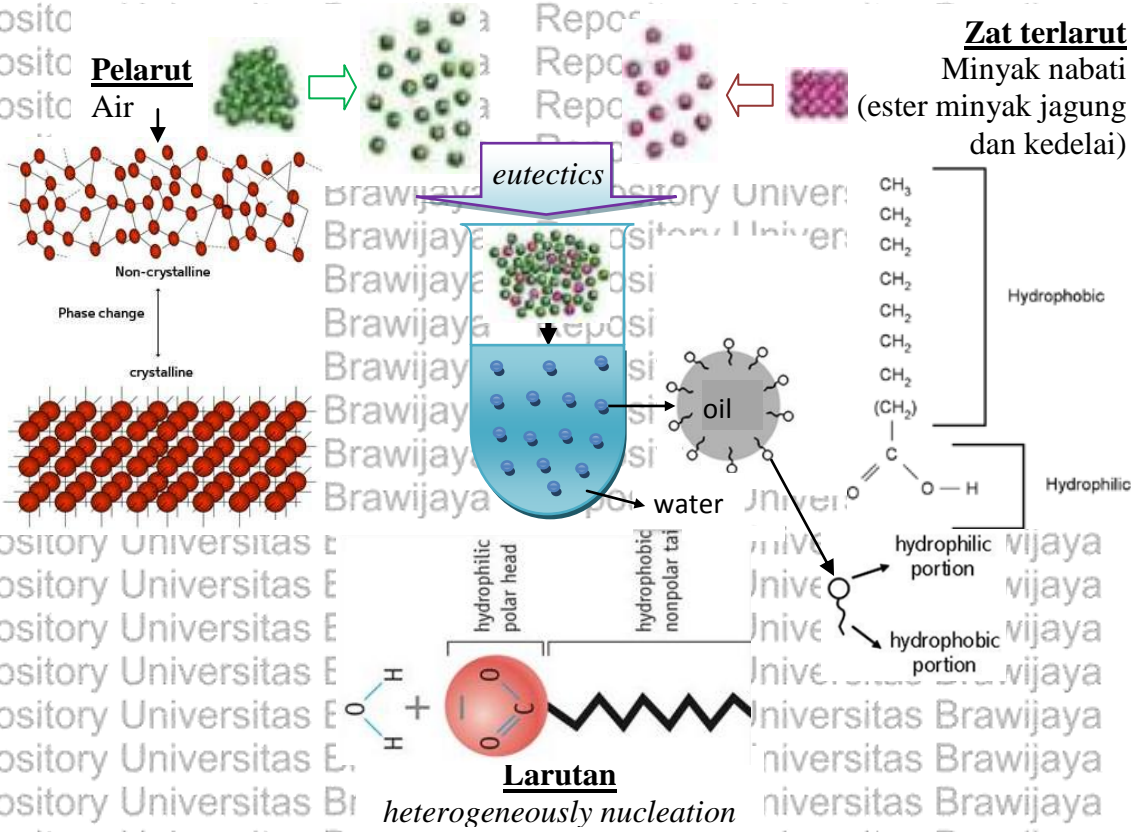 Pelarut
Air
Zat terlarut
Minyak nabati
(ester minyak jagung
dan kedelai)
eutectics
Non-crystalline
Phase change
crystalline
oil
water
CH3
CH2
CH2
CH2
CH2
CH2
CH2
(CH2)
C
O
O — H
Hydrophobic
Hydrophilic
hydrophilic
portion
hydrophobic
portion
hydrophilic
polar head
hydrophobic
nonpolar tai
H
O
H
+
−
O
C
O
Larutan
heterogeneously nucleation
Repository Universitas Brawijaya